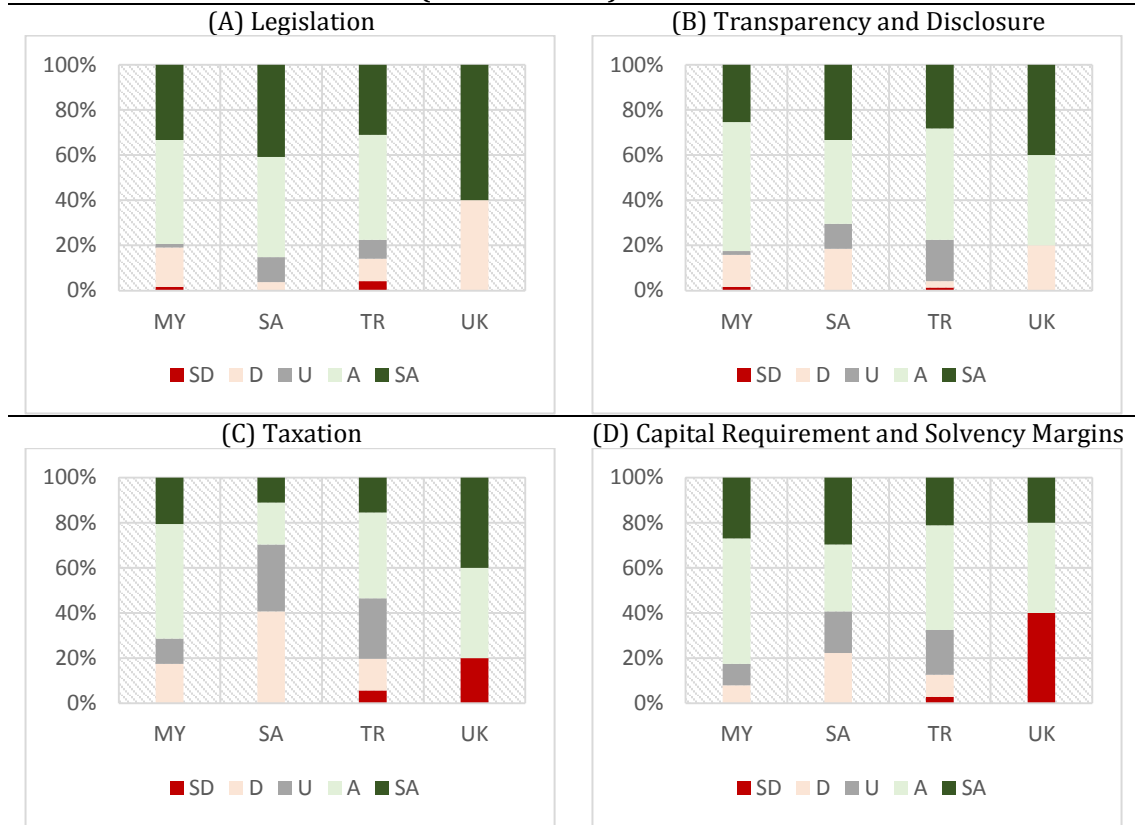 (A) Legislation
(B) Transparency and Disclosure
100%
80%
60%
40%
20%
0%
MY SA TR UK
SD D U A SA
100%
80%
60%
40%
20%
0%
MY SA TR UK
SD D U A SA
(C) Taxation
(D) Capital Requirement and Solvency Margins
100%
80%
60%
40%
20%
0%
MY SA TR UK
SD D U A SA
100%
80%
60%
40%
20%
0%
MY SA TR UK
SD D U A SA